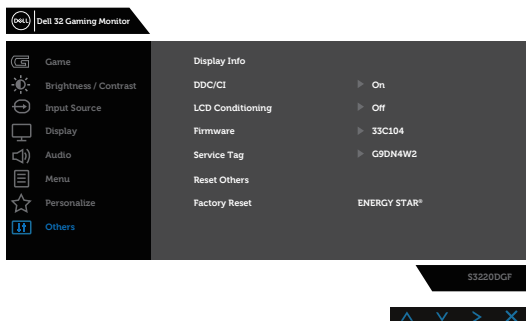 DELL Dell 32 Gaming Monitor
Game
Brightness / Contrast
Input Source
Display
Audio
Menu
Personalize
Others
Display Info
DDC/CI On
LCD Conditioning Off
Firmware 33C104
Service Tag G9DN4W2
Reset Others
Factory Reset ENERGY STAR®
S3220DGF